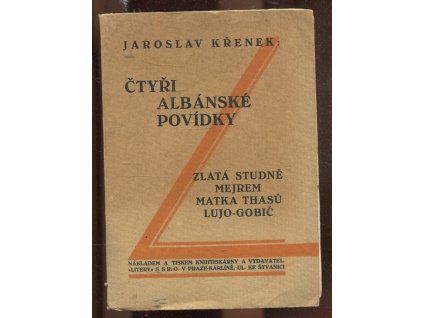 JAROSLAV KŘENEK:
ČTYŘI
ALBÁNSKÉ
POVÍDKY
ZLATÁ STUDNĚ
MEJREM
MATKA THASŮ
LUJO-GOBIČ
NÁKLADEM A TISKEM KNIHTISKÁRNY A VYDAVATEL.
»LITERY« S S R. O. V PRAZE-KARLÍNĚ, UL. KE ŠTVANICI